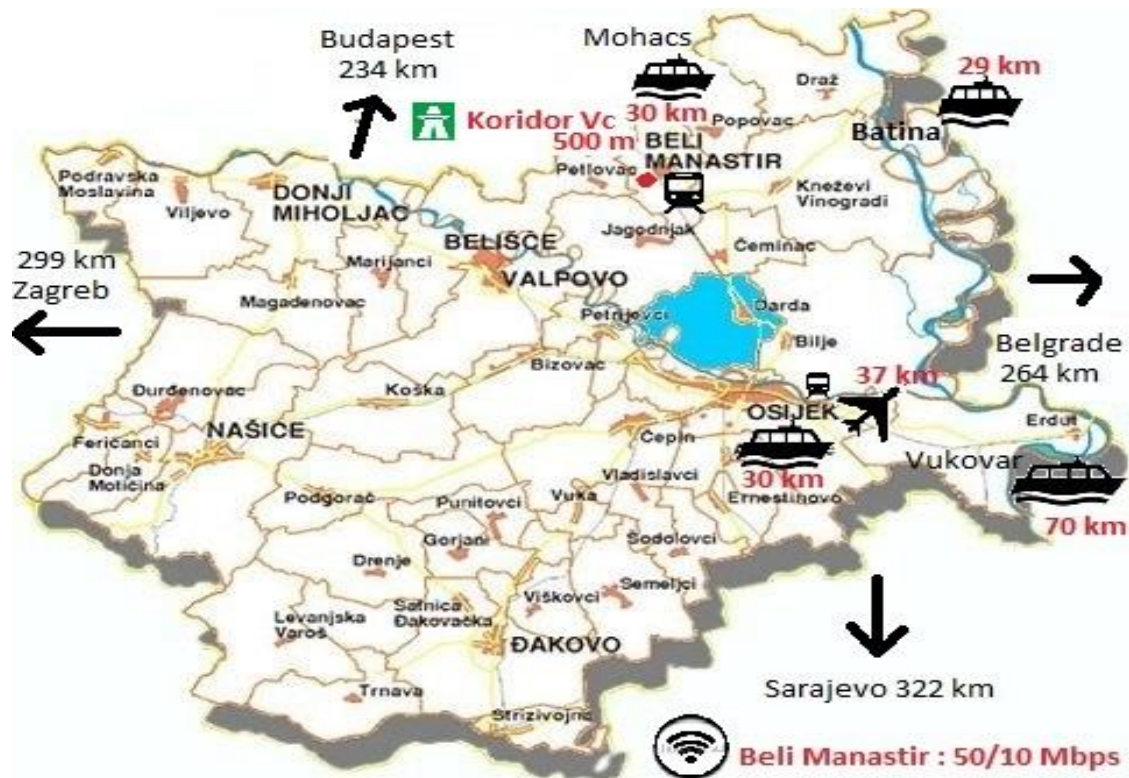 Budapest
234 km
Mohacs
30 km
29 km
Batina
Koridor Vc
500 m
Draž
Popovac
BELI
MANASTIR
Petlovac
Kneževi
Vinogradi
Podravska
Moslavina
Viljevo
DONJI
MIHOLJAC
Jagodnjak
Čeminac
BELIŠĆE
VALPOVO
Marijanci
Magadenovac
299 km
Zagreb
Petrijevci
Darda
Bilje
Belgrade
264 km
Bizovac
Koška
Đurđenovac
37 km
OSIJEK
Erdut
NAŠICE
Feričanci
Donja
Motičina
Čepin
Vukovar
30 km
Vladislavci
Ernestinovo
70 km
Podgorač
Punitovci
Vuka
Gorjani
Šodolovci
Drenje
Semeljci
Viškovci
Satnica
Đakovačka
Levanjska
Varoš
ĐAKOVO
Trnava
Strizivojna
Sarajevo 322 km
Beli Manastir : 50/10 Mbps